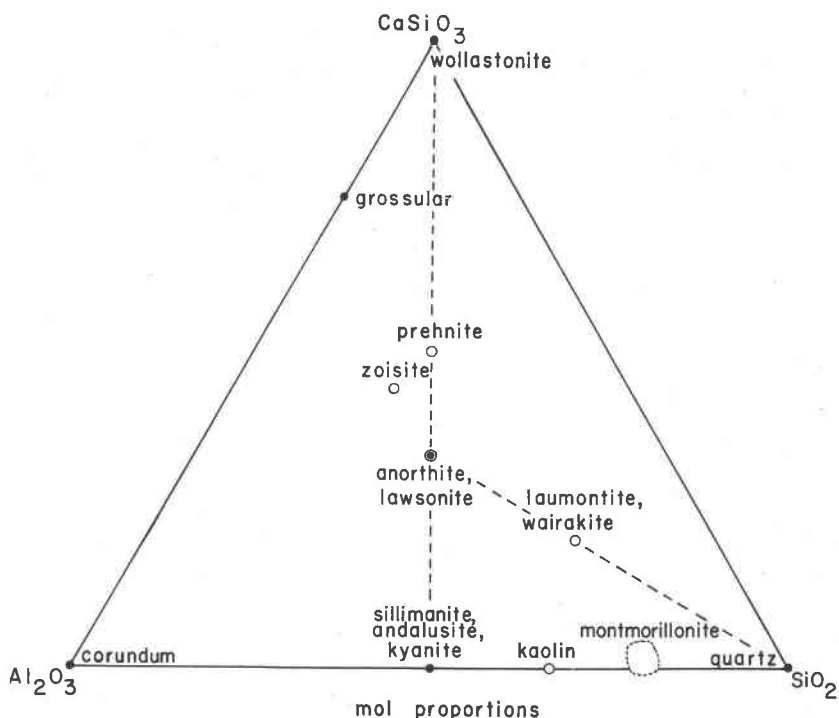 CaSiO₃
wollastonite
grossular
prehnite
zoisite
anorthite,
lawsonite
laumontite,
wairakite
sillimanite,
andalusite,
kyanite
corundum
kaolin
montmorillonite
quartz
Al₂O₃
SiO₂
mol proportions